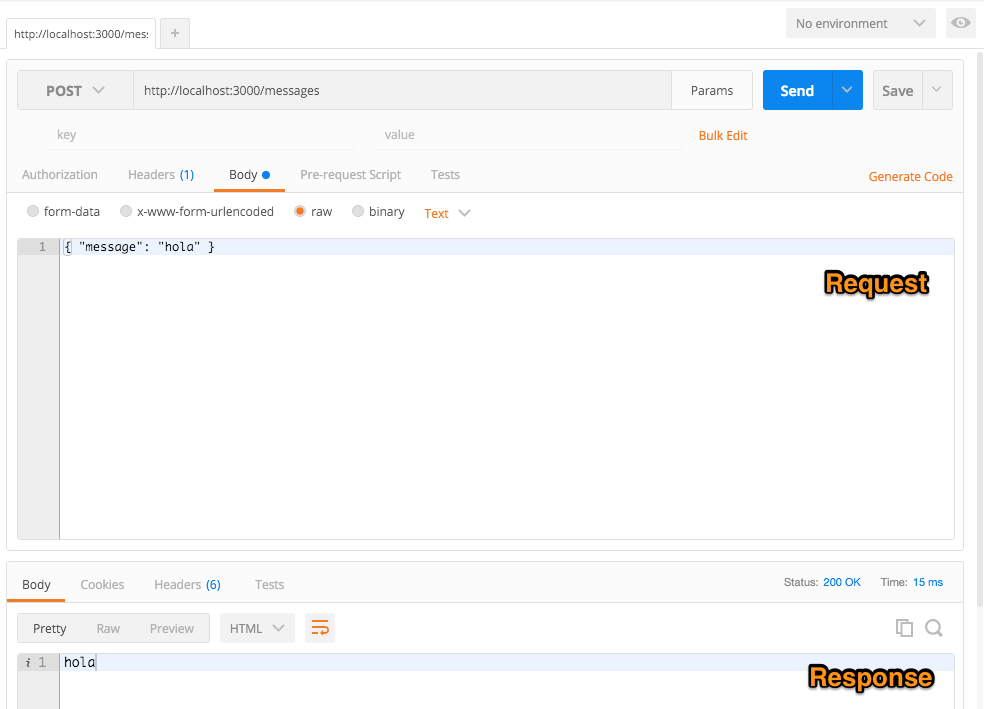 No environment
http://localhost:3000/mes
+
POST http://localhost:3000/messages Params Send Save
key value Bulk Edit
Authorization Headers (1) Body Pre-request Script Tests Generate Code
form-data x-www-form-urlencoded raw binary Text
1 { "message": "hola" }
Request
Body Cookies Headers (6) Tests Status: 200 OK Time: 15 ms
Pretty Raw Preview HTML
i 1 hola
Response